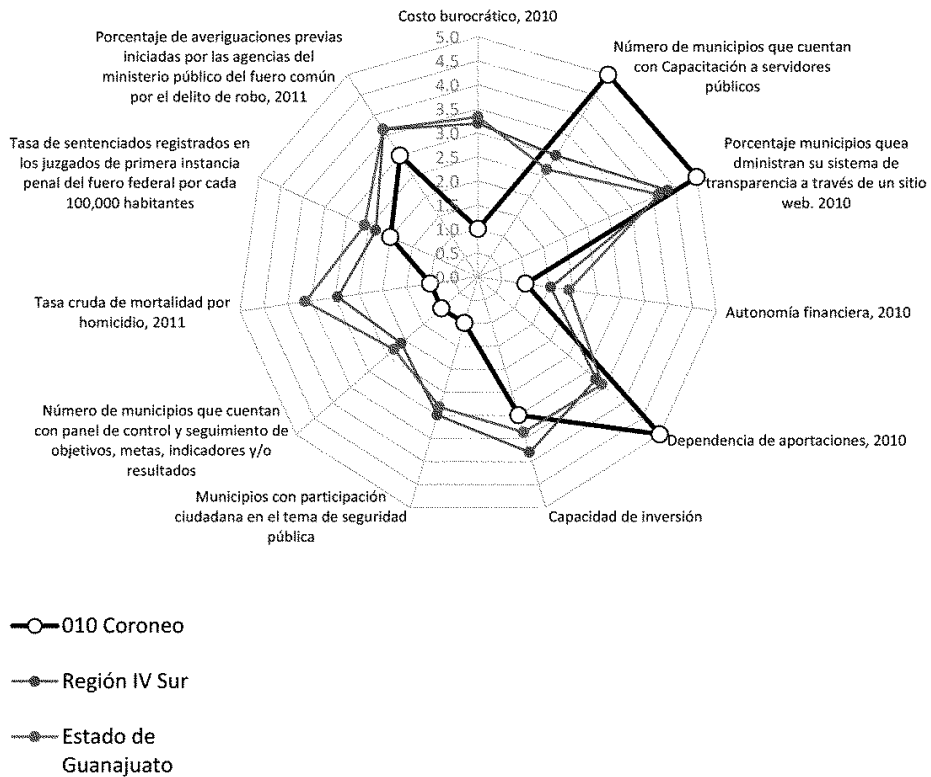 Costo burocrático, 2010
5.0
4.5
4.0
3.5
3.0
2.5
2.0
1.5
1.0
0.5
0.0
Número de municipios que cuentan
con Capacitación a servidores
públicos
Porcentaje municipios quea
dministran su sistema de
transparencia a través de un sitio
web. 2010
Autonomía financiera, 2010
Dependencia de aportaciones, 2010
Capacidad de inversión
Municipios con participación
ciudadana en el tema de seguridad
pública
Número de municipios que cuentan
con panel de control y seguimiento de
objetivos, metas, indicadores y/o
resultados
Tasa cruda de mortalidad por
homicidio, 2011
Tasa de sentenciados registrados en
los juzgados de primera instancia
penal del fuero federal por cada
100,000 habitantes
Porcentaje de averiguaciones previas
iniciadas por las agencias del
ministerio público del fuero común
por el delito de robo, 2011
010 Coroneo
Región IV Sur
Estado de
Guanajuato